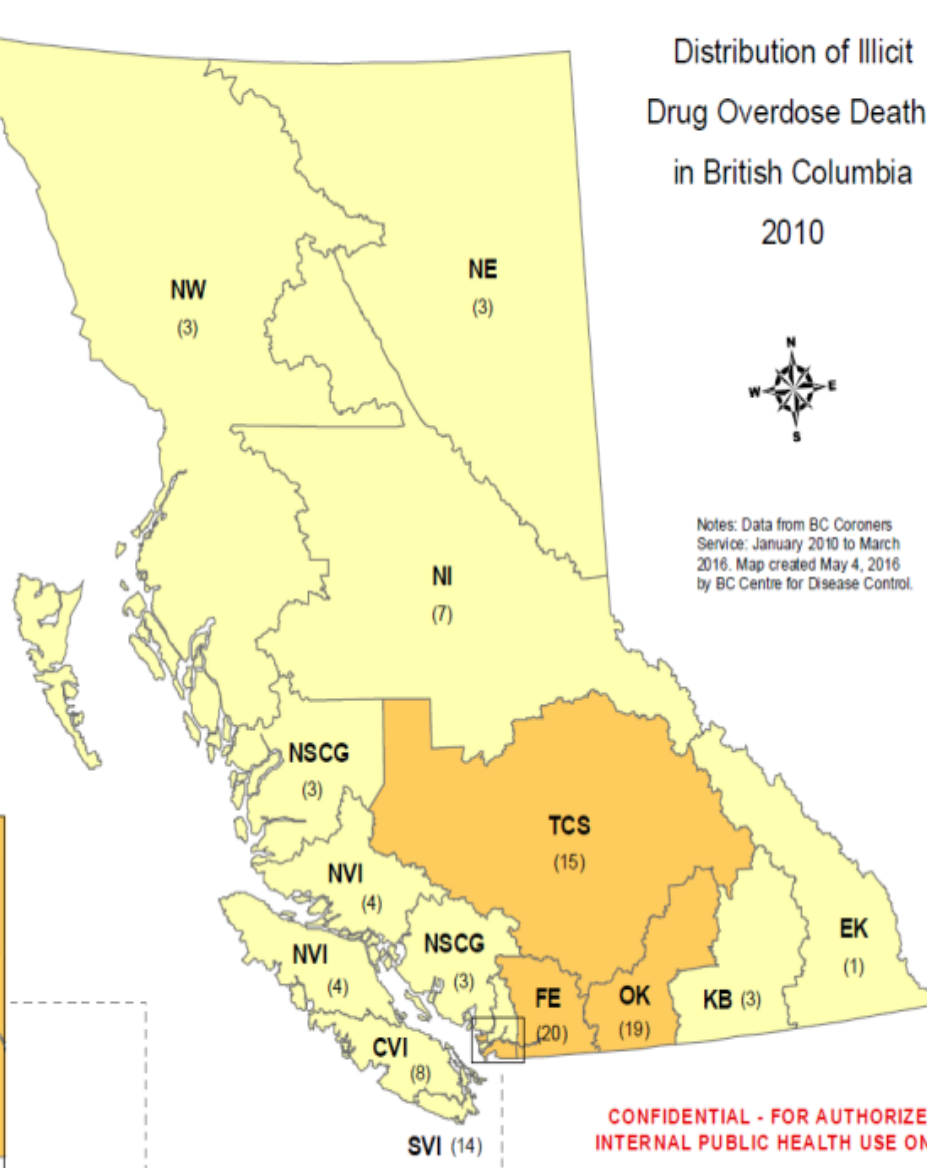 Distribution of Illicit
Drug Overdose Death
in British Columbia
2010
N
W
E
S
Notes: Data from BC Coroners
Service: January 2010 to March
2016. Map created May 4, 2016
by BC Centre for Disease Control.
NW
(3)
NE
(3)
NI
(7)
NSCG
(3)
TCS
(15)
NVI
(4)
NSCG
(3)
NVI
(4)
EK
(1)
FE
(20)
OK
(19)
KB (3)
CVI
(8)
SVI (14)
CONFIDENTIAL - FOR AUTHORIZE
INTERNAL PUBLIC HEALTH USE ON